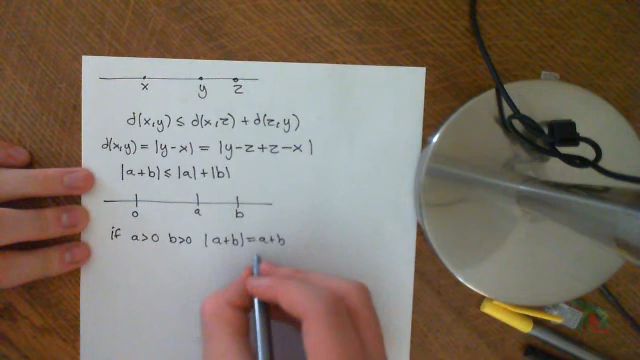 x y z
d(x,y) ≤ d(x,z) + d(z,y)
d(x,y) = |y-x| = |y-z+z-x|
|a+b| ≤ |a|+|b|
0 a b
if a>0 b>0 |a+b|=a+b